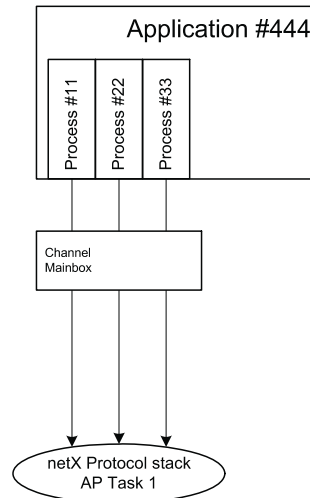 Application #444
Process #11
Process #22
Process #33
Channel
Mainbox
netX Protocol stack
AP Task 1